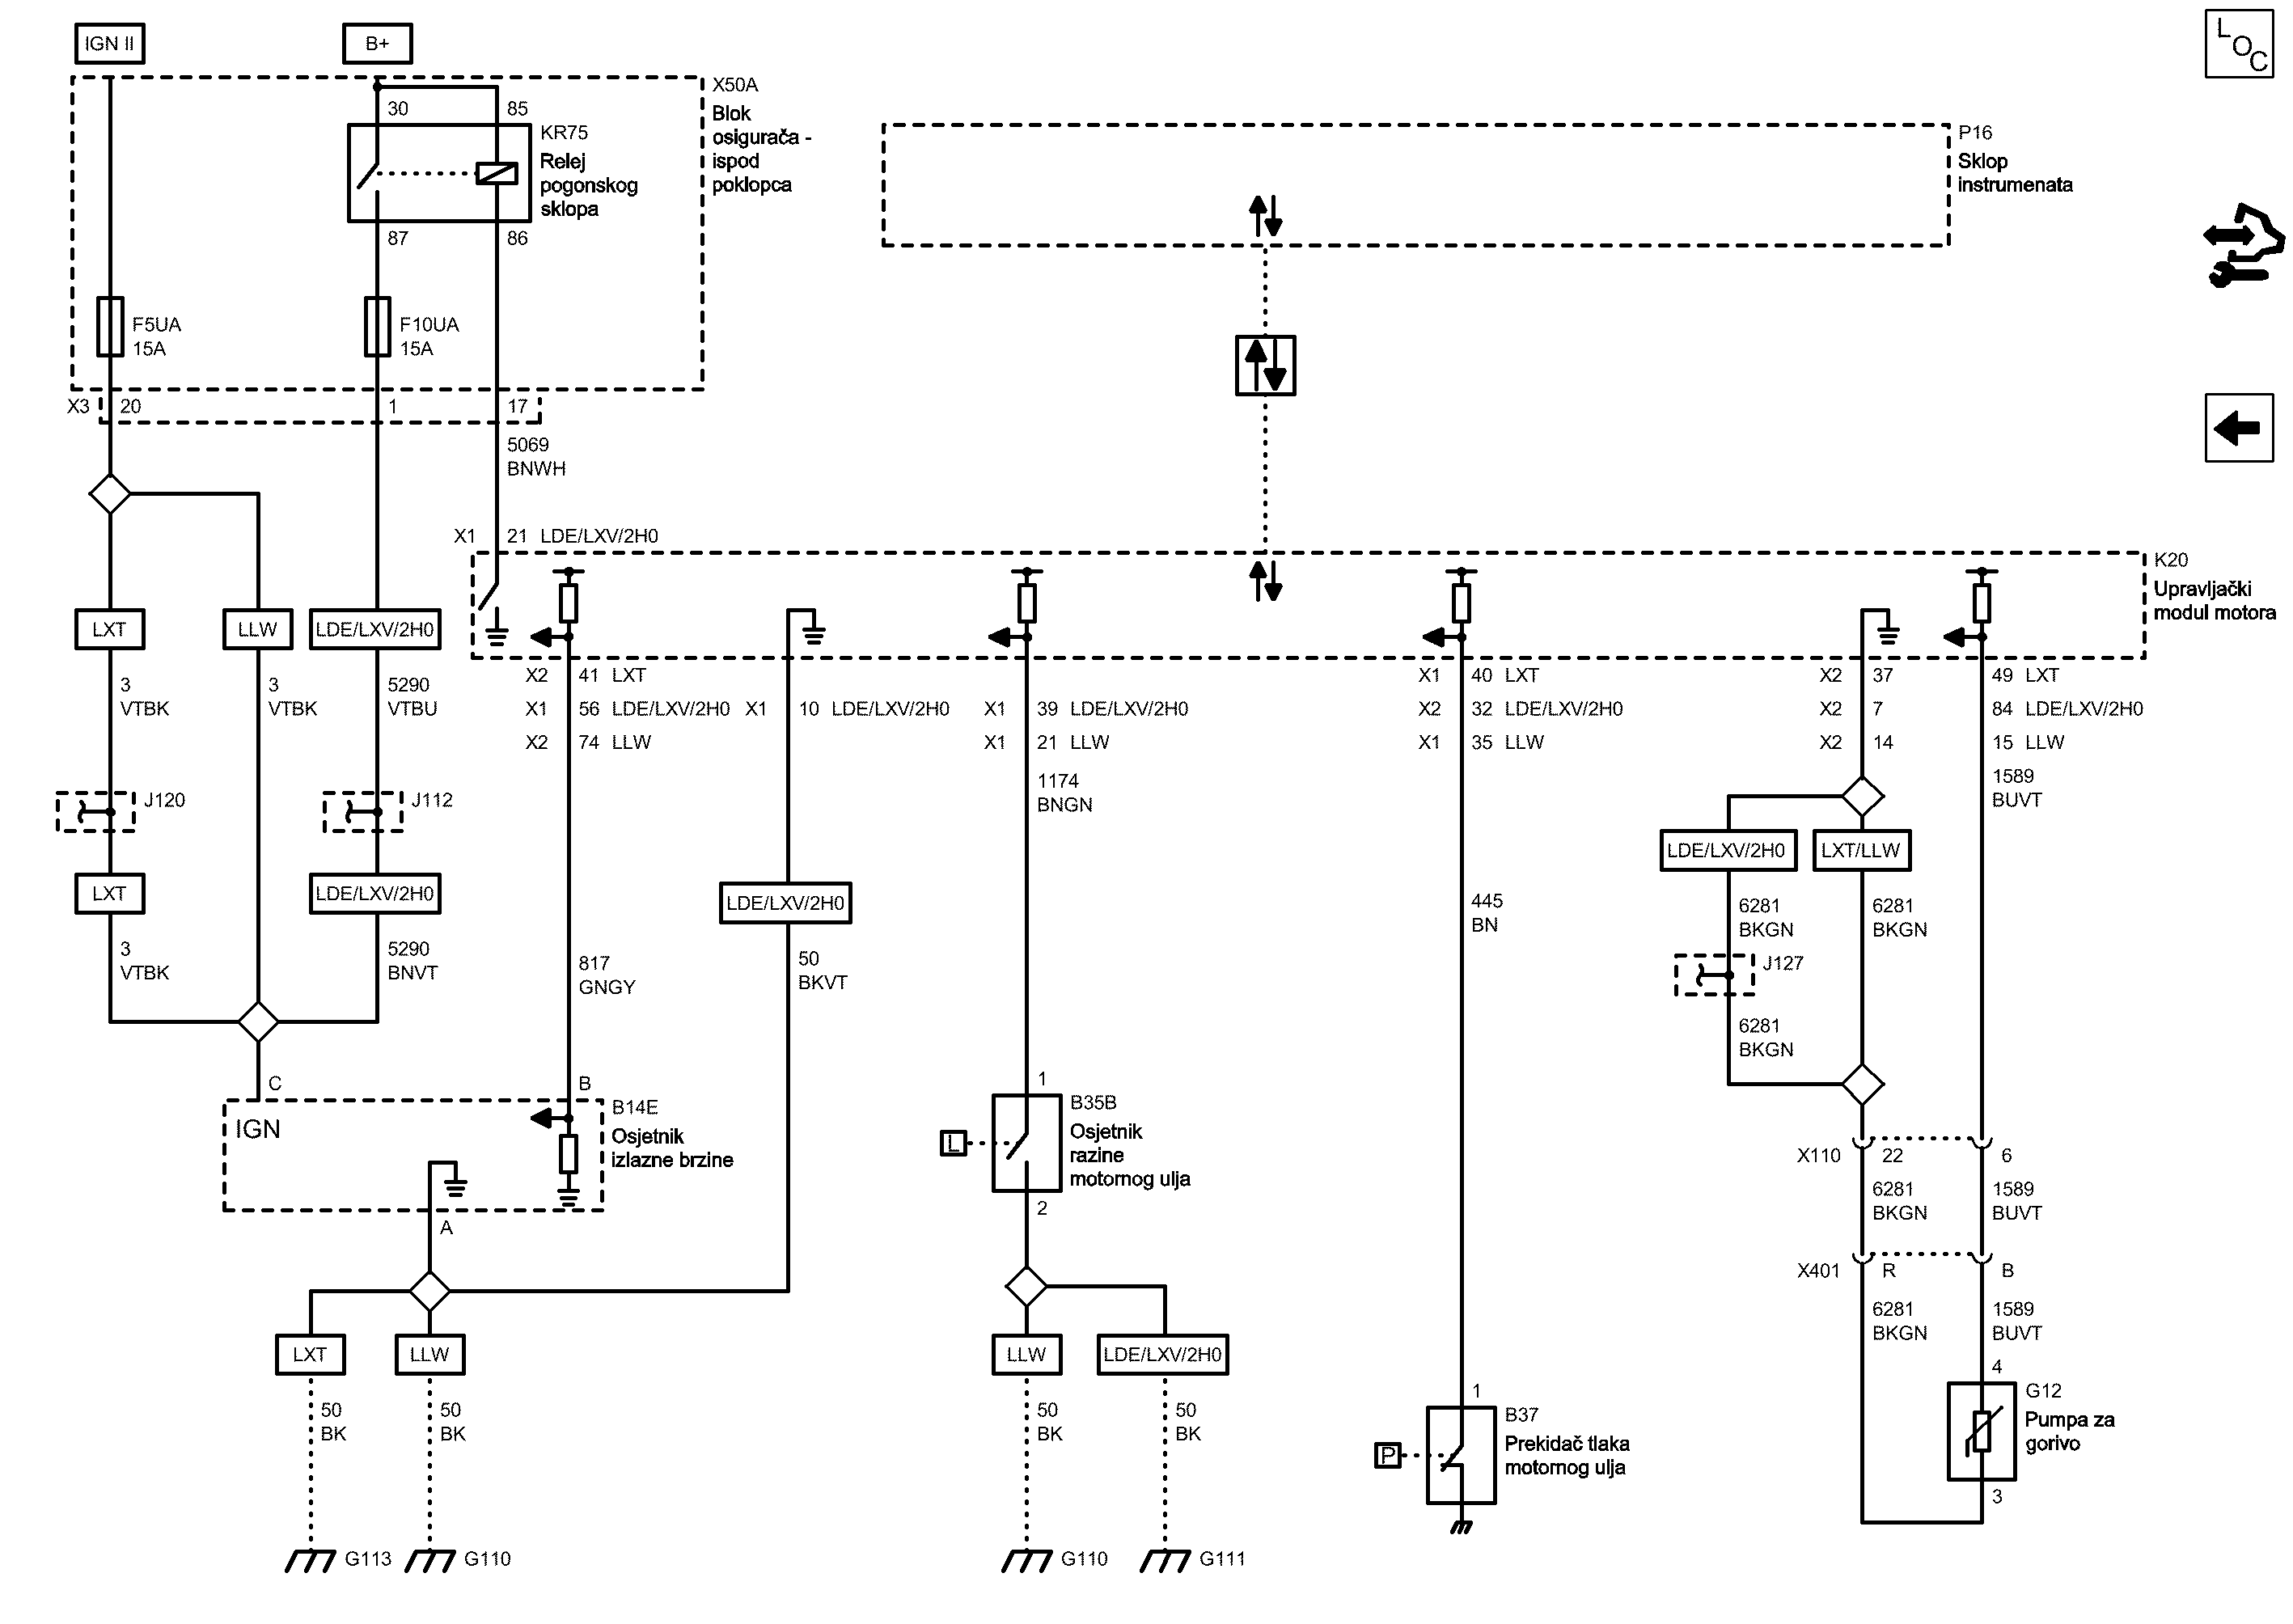 IGN II
B+
LOC
X50A
Blok
osigurača -
ispod
poklopca
30
85
KR75
Relej
pogonskog
sklopa
87
86
P16
Sklop
instrumenata
F5UA
15A
F10UA
15A
X3
20
1
17
5069
BNWH
X1
21 LDE/LXV/2H0
K20
Upravljački
modul motora
LXT
LLW
LDE/LXV/2H0
3
VTBK
3
VTBK
5290
VTBU
X2 41 LXT
X1 56 LDE/LXV/2H0
X2 74 LLW
X1 10 LDE/LXV/2H0
X1 39 LDE/LXV/2H0
X1 21 LLW
X1 40 LXT
X2 32 LDE/LXV/2H0
X1 35 LLW
X2 37
X2 7
X2 14
49 LXT
84 LDE/LXV/2H0
15 LLW
1174
BNGN
1589
BUVT
J120
J112
LXT
LDE/LXV/2H0
LDE/LXV/2H0
LDE/LXV/2H0
LXT/LLW
3
VTBK
5290
BNVT
817
GNGY
50
BKVT
445
BN
6281
BKGN
6281
BKGN
J127
6281
BKGN
C
B
IGN
B14E
Osjetnik
izlazne brzine
A
1
L
B35B
Osjetnik
razine
motornog ulja
2
X110
22
6
6281
BKGN
1589
BUVT
X401
R
B
6281
BKGN
1589
BUVT
LXT
LLW
LLW
LDE/LXV/2H0
50
BK
50
BK
50
BK
50
BK
1
P
B37
Prekidač tlaka
motornog ulja
4
G12
Pumpa za
gorivo
3
G113
G110
G110
G111